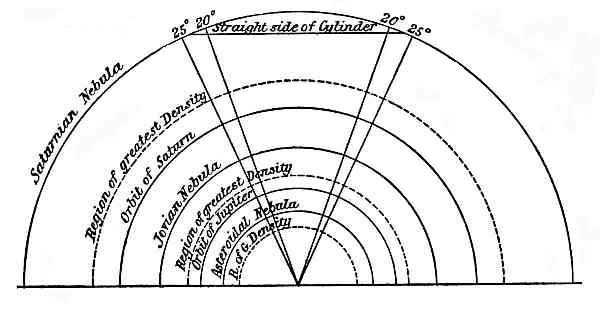 25° 20° 20° 25°
Straight side of Cylinder
Saturnian Nebula
Region of greatest Density
Orbit of Saturn
Jovian Nebula
Region of greatest Density
Orbit of Jupiter
Asteroidal Nebula
R. of G. Density